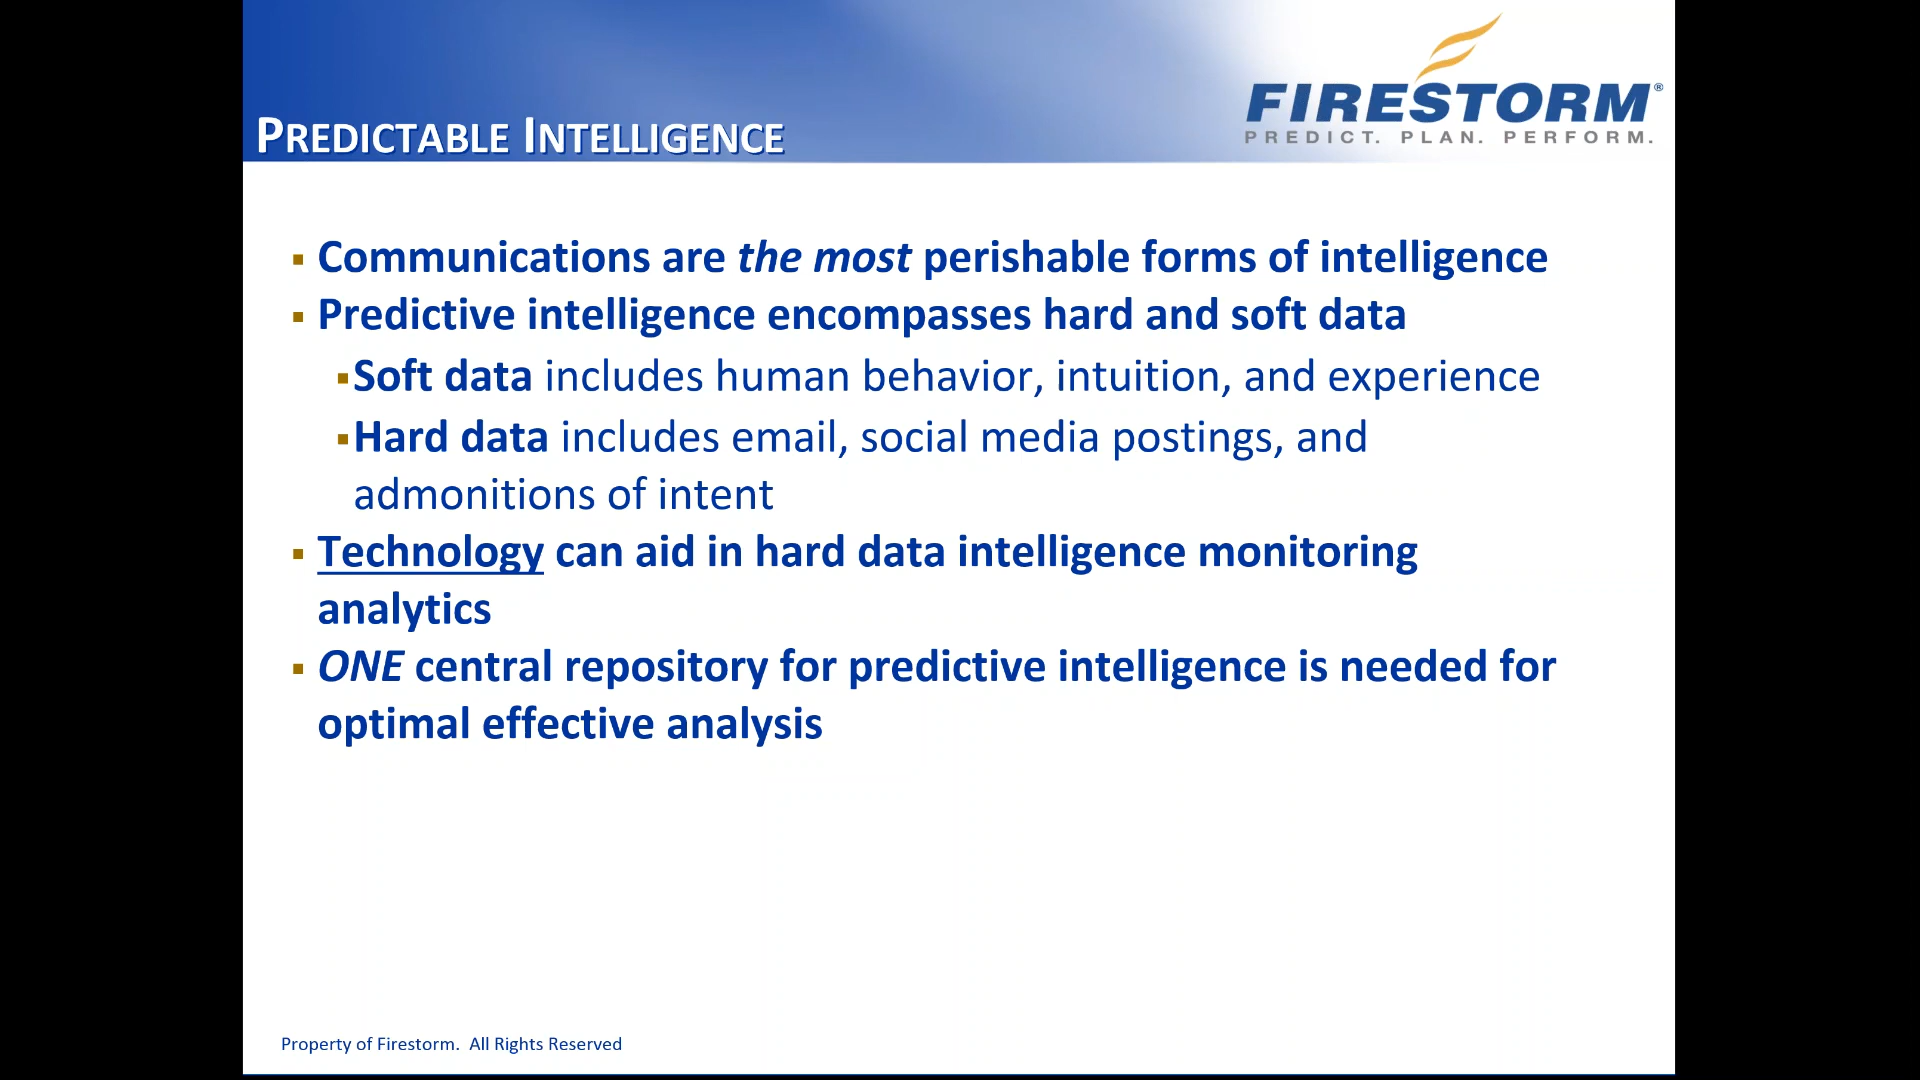 FIRESTORM®
PREDICT. PLAN. PERFORM.
PREDICTABLE INTELLIGENCE
▪ Communications are the most perishable forms of intelligence
▪ Predictive intelligence encompasses hard and soft data
▪Soft data includes human behavior, intuition, and experience
▪Hard data includes email, social media postings, and
admonitions of intent
▪ Technology can aid in hard data intelligence monitoring
analytics
▪ ONE central repository for predictive intelligence is needed for
optimal effective analysis
Property of Firestorm.  All Rights Reserved